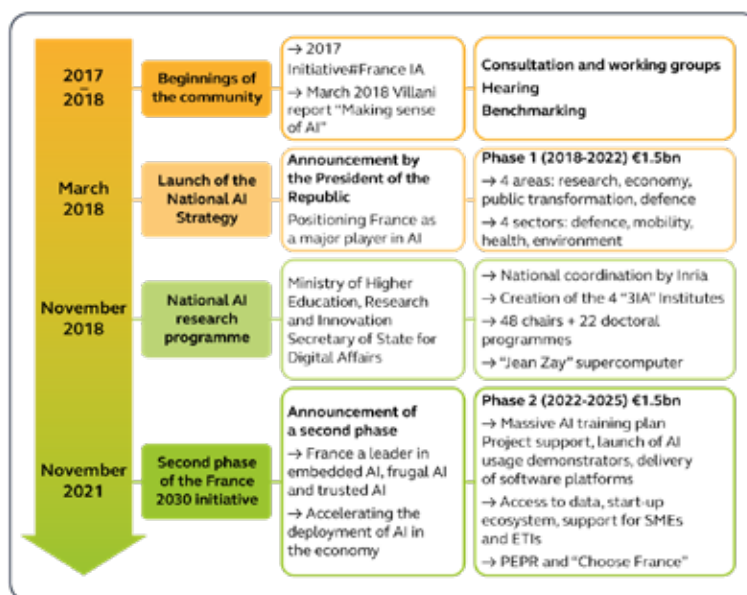 2017
–
2018
Beginnings of
the community
→ 2017
Initiative#France IA
→ March 2018 Villani
report “Making sense
of AI”
Consultation and working groups
Hearing
Benchmarking
March
2018
Launch of the
National AI
Strategy
Announcement by
the President of the
Republic
Positioning France as
a major player in AI
Phase 1 (2018-2022) €1.5bn
→ 4 areas: research, economy,
public transformation, defence
→ 4 sectors: defence, mobility,
health, environment
November
2018
National AI
research
programme
Ministry of Higher
Education, Research
and Innovation
Secretary of State for
Digital Affairs
→ National coordination by Inria
→ Creation of the 4 “3IA” Institutes
→ 48 chairs + 22 doctoral
programmes
→ “Jean Zay” supercomputer
November
2021
Second phase
of the France
2030 initiative
Announcement of
a second phase
→ France a leader in
embedded AI, frugal AI
and trusted AI
→ Accelerating the
deployment of AI in
the economy
Phase 2 (2022-2025) €1.5bn
→ Massive AI training plan
Project support, launch of AI
usage demonstrators, delivery
of software platforms
→ Access to data, start-up
ecosystem, support for SMEs
and ETIs
→ PEPR and “Choose France”